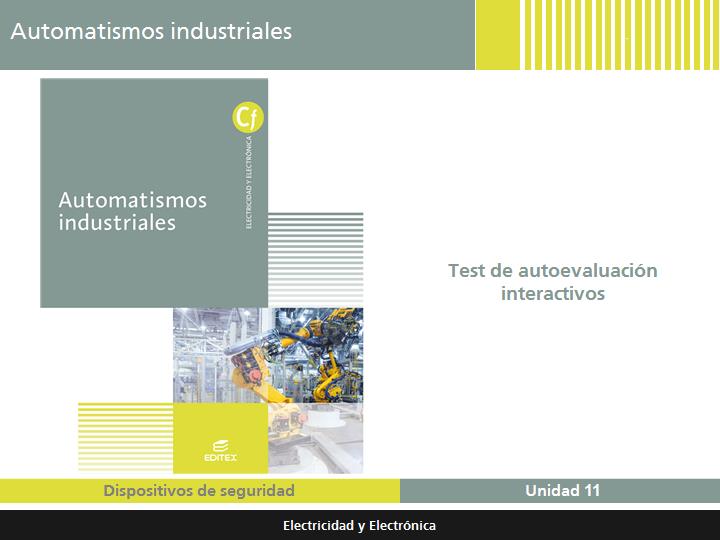 Automatismos industriales
Cf
ELECTRICIDAD Y ELECTRÓNICA
Automatismos
industriales
Test de autoevaluación
interactivos
EDITEX
Dispositivos de seguridad
Unidad 11
Electricidad y Electrónica